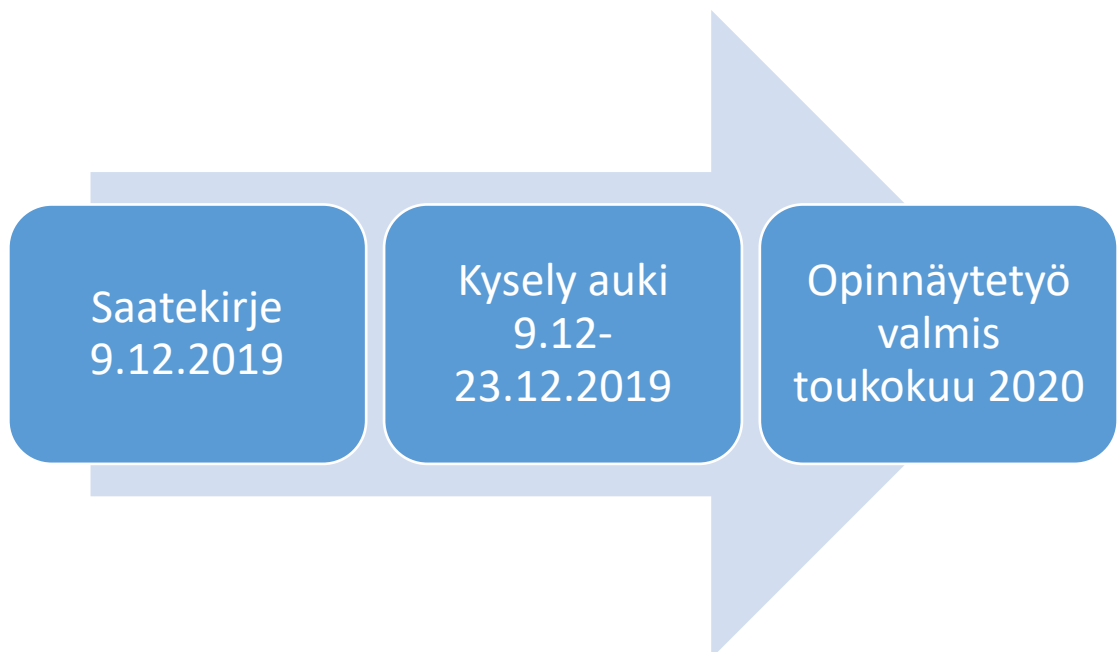 Saatekirje
9.12.2019
Kysely auki
9.12-
23.12.2019
Opinnäytetyö
valmis
toukokuu 2020